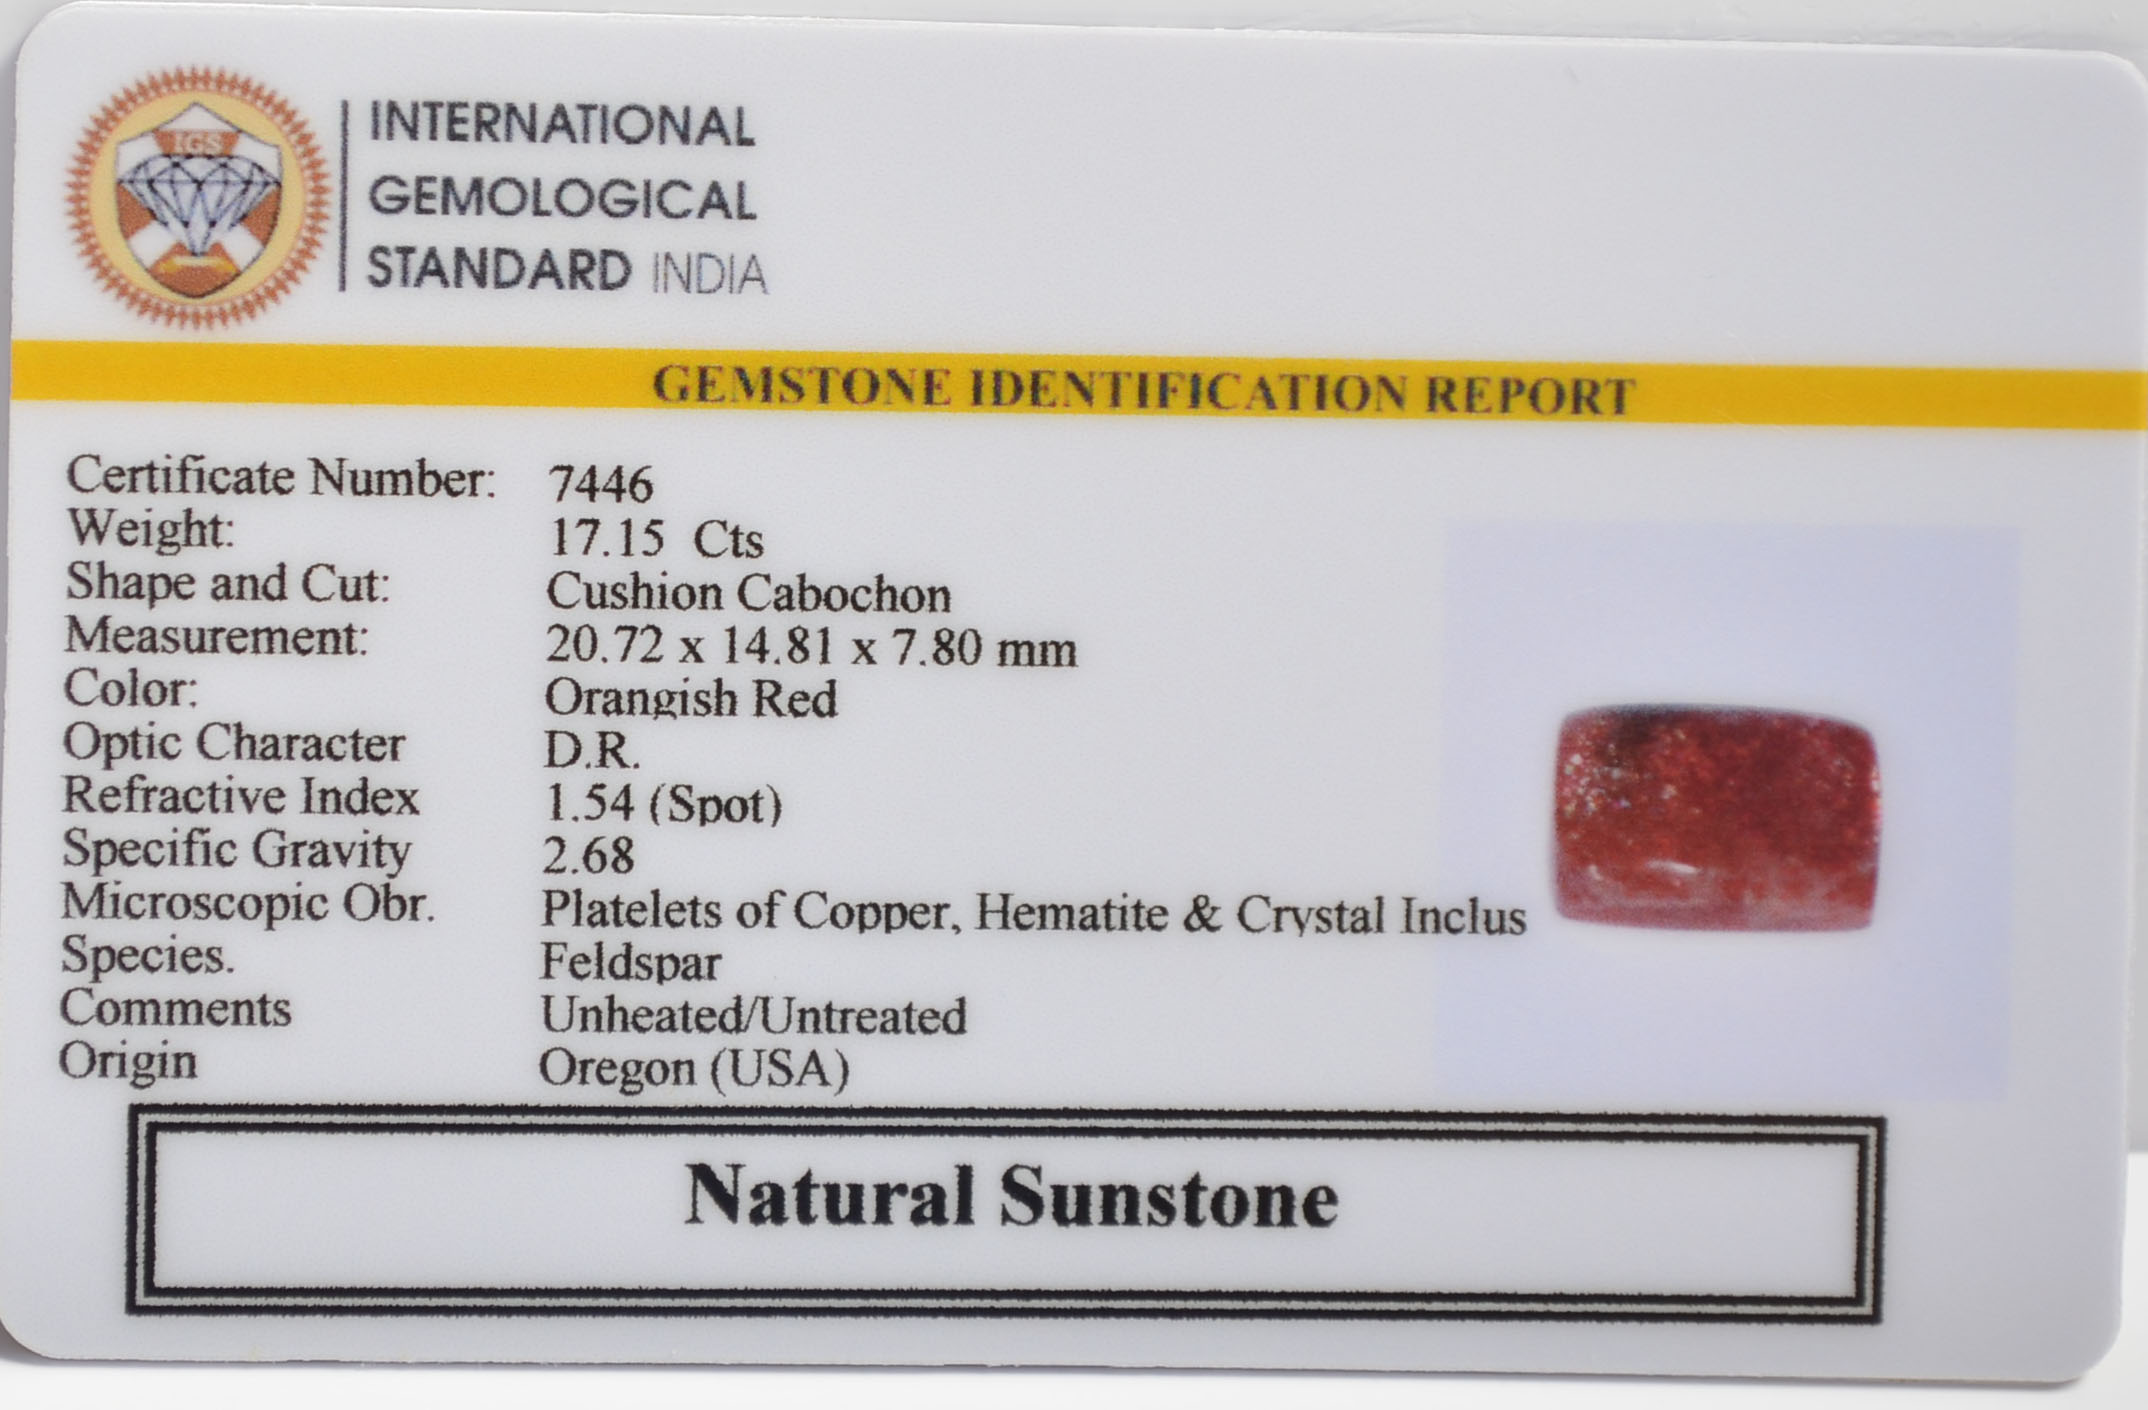 IGS
INTERNATIONAL
GEMOLOGICAL
STANDARD INDIA
GEMSTONE IDENTIFICATION REPORT
Certificate Number: 7446
Weight: 17.15 Cts
Shape and Cut: Cushion Cabochon
Measurement: 20.72 x 14.81 x 7.80 mm
Color: Orangish Red
Optic Character D.R.
Refractive Index 1.54 (Spot)
Specific Gravity 2.68
Microscopic Obr. Platelets of Copper, Hematite & Crystal Inclus
Species. Feldspar
Comments Unheated/Untreated
Origin Oregon (USA)
Natural Sunstone